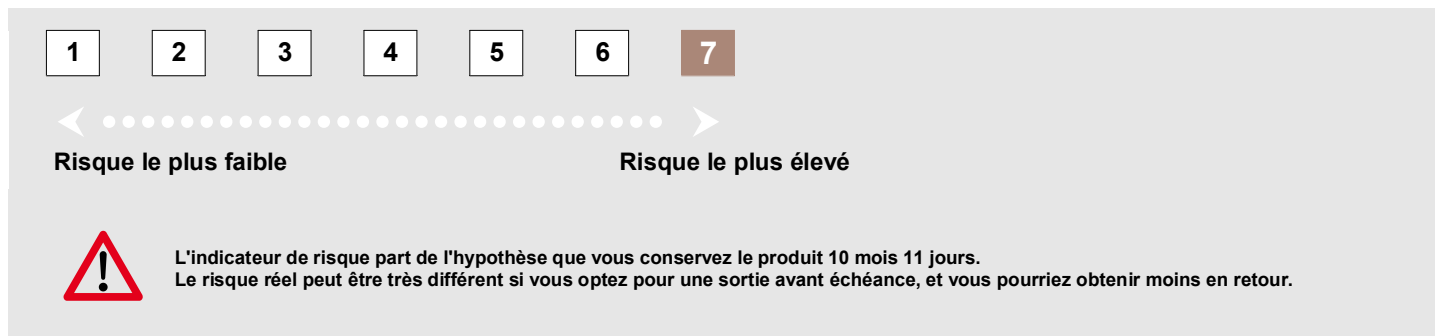 1 2 3 4 5 6 7
Risque le plus faible Risque le plus élevé
L'indicateur de risque part de l'hypothèse que vous conservez le produit 10 mois 11 jours.
Le risque réel peut être très différent si vous optez pour une sortie avant échéance, et vous pourriez obtenir moins en retour.